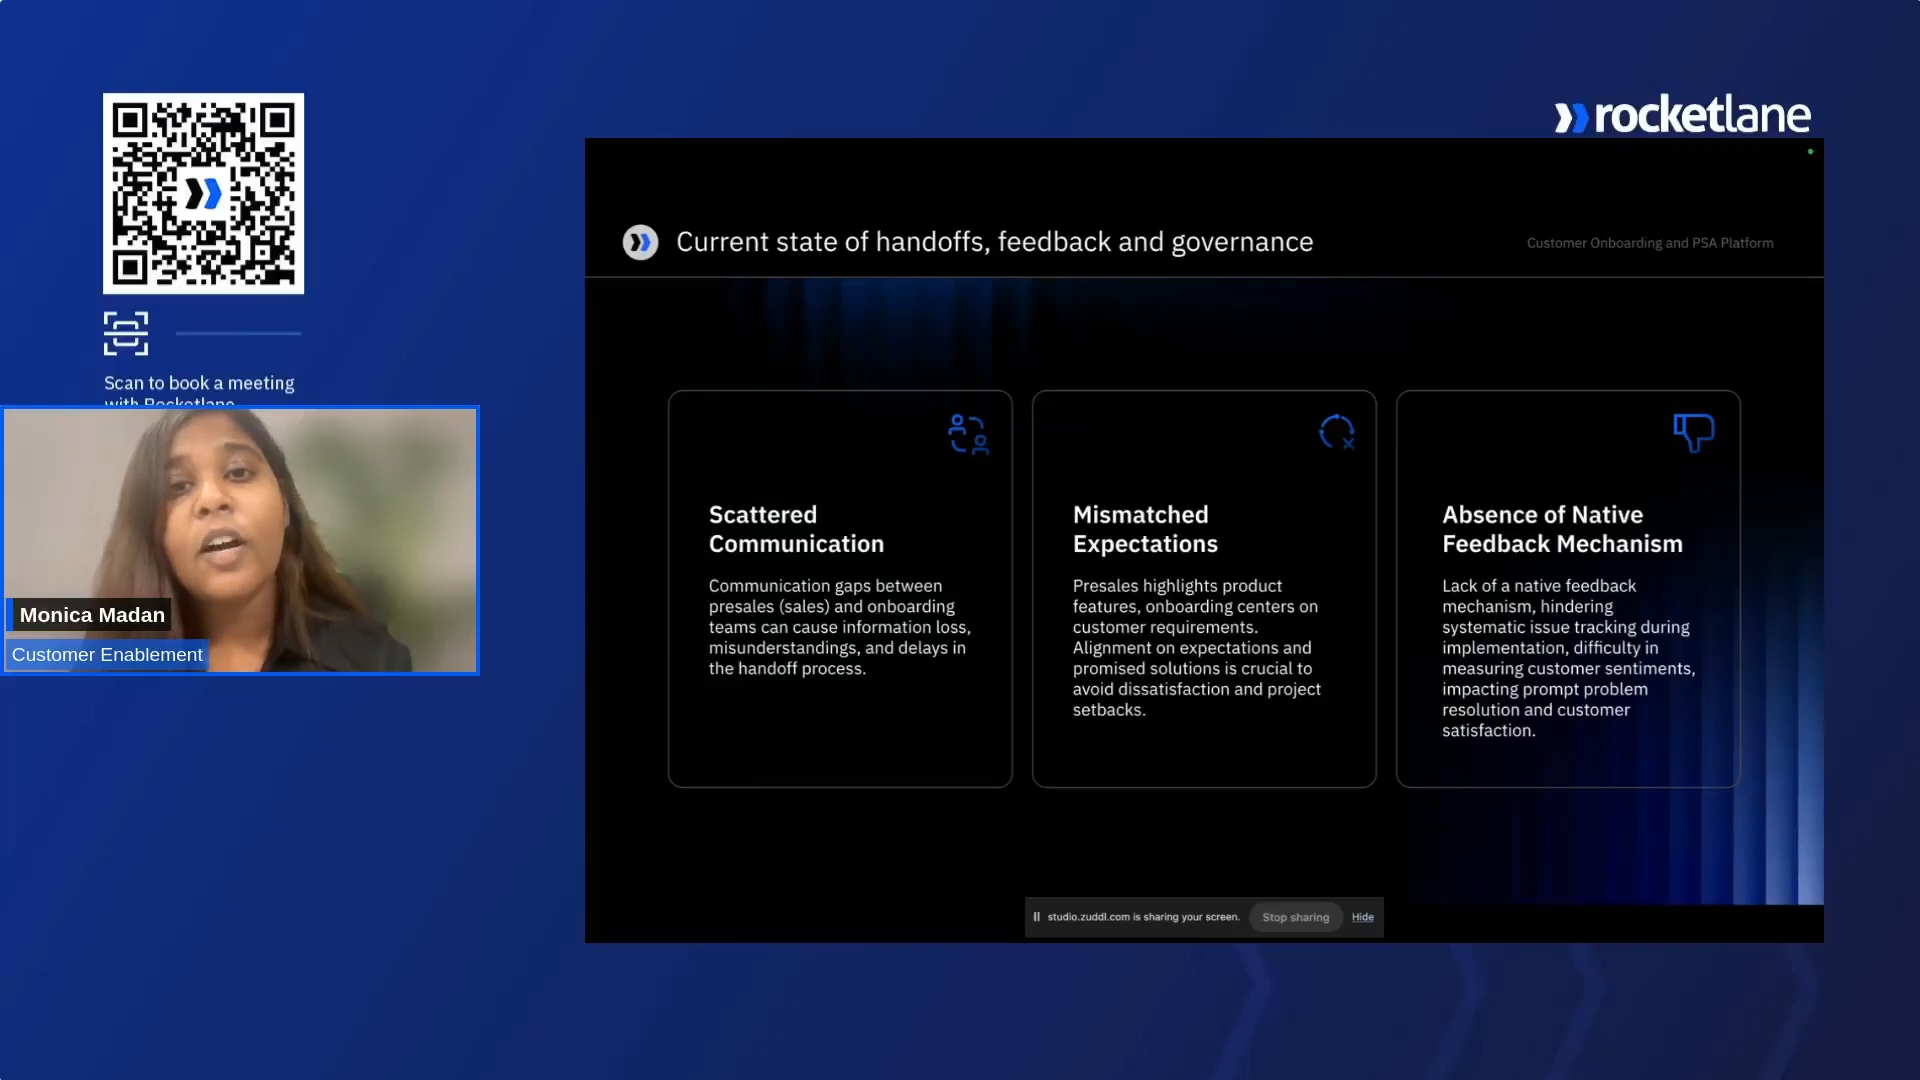 rocketlane
Current state of handoffs, feedback and governance
Customer Onboarding and PSA Platform
Scan to book a meeting
with Rocketlane
Monica Madan
Customer Enablement
Scattered
Communication
Communication gaps between
presales (sales) and onboarding
teams can cause information loss,
misunderstandings, and delays in
the handoff process.
Mismatched
Expectations
Presales highlights product
features, onboarding centers on
customer requirements.
Alignment on expectations and
promised solutions is crucial to
avoid dissatisfaction and project
setbacks.
Absence of Native
Feedback Mechanism
Lack of a native feedback
mechanism, hindering
systematic issue tracking during
implementation, difficulty in
measuring customer sentiments,
impacting prompt problem
resolution and customer
satisfaction.
studio.zuddl.com is sharing your screen.
Stop sharing
Hide